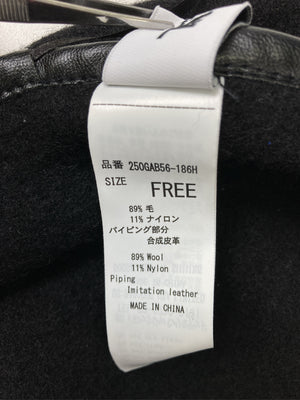 品番 250GAB56-186H
SIZE FREE
89% 毛
11% ナイロン
パイピング部分
合成皮革
89% Wool
11% Nylon
Piping
Imitation leather
MADE IN CHINA